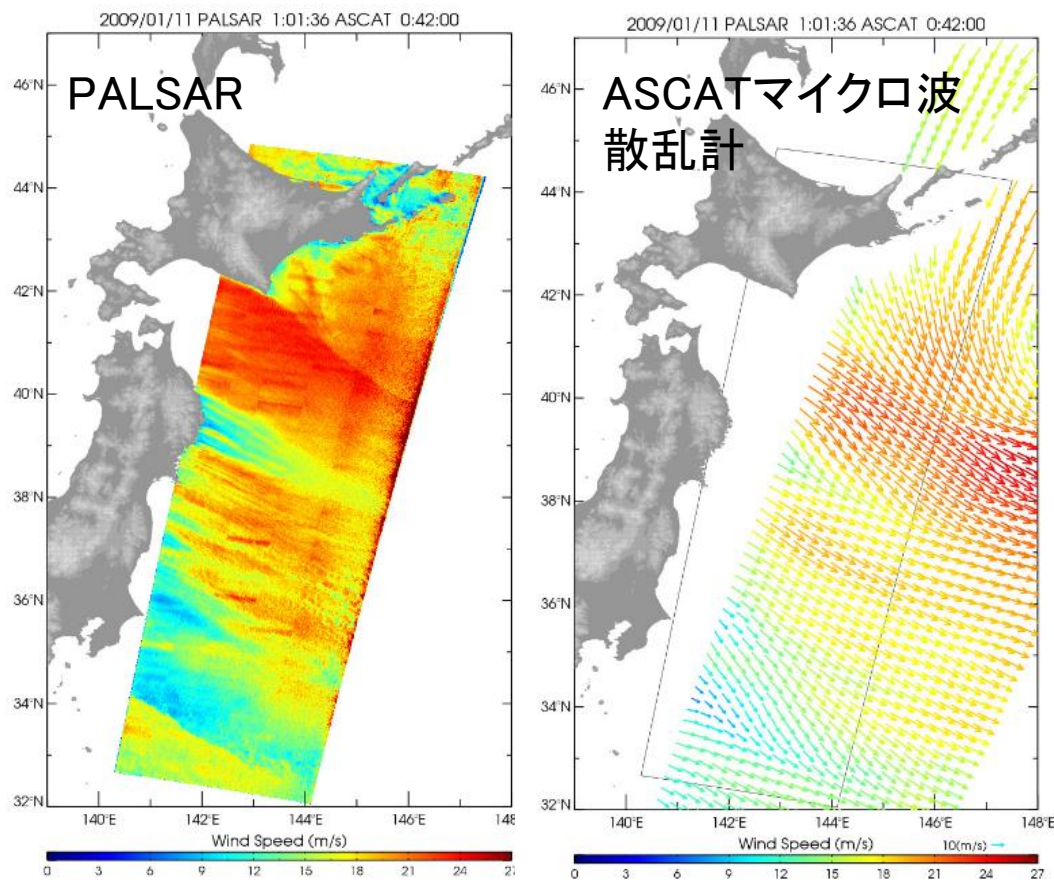 2009/01/11 PALSAR 1:01:36 ASCAT 0:42:00
PALSAR
46°N
44°N
42°N
40°N
38°N
36°N
34°N
32°N
140°E
142°E
144°E
146°E
148
Wind Speed (m/s)
0 3 6 9 12 15 18 21 24 27
2009/01/11 PALSAR 1:01:36 ASCAT 0:42:00
ASCATマイクロ波
散乱計
46°N
44°N
42°N
40°N
38°N
36°N
34°N
32°N
140°E
142°E
144°E
146°E
148°E
Wind Speed (m/s)
10(m/s)
0 3 6 9 12 15 18 21 24 27